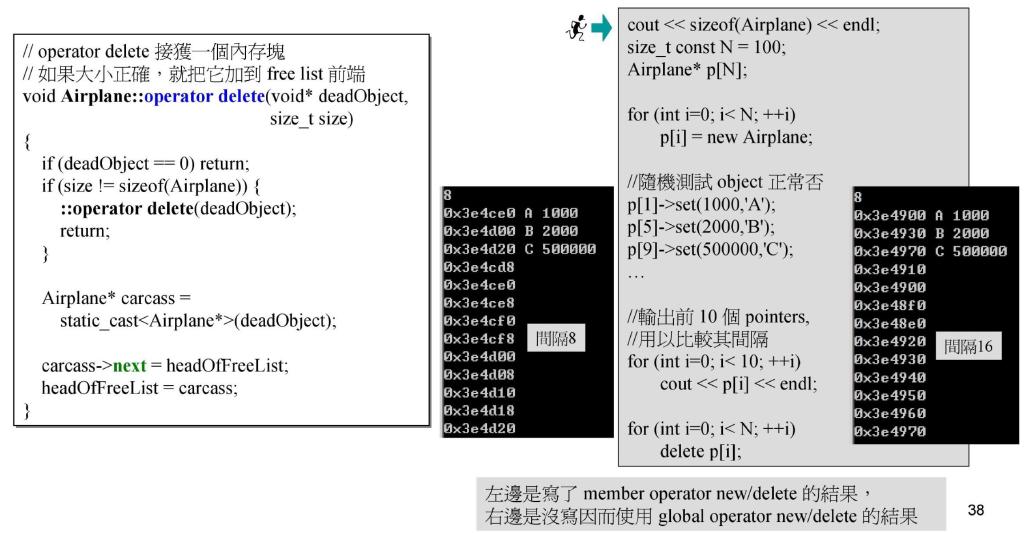 // operator delete 接獲一個內存塊
// 如果大小正確，就把它加到 free list 前端
void Airplane::operator delete(void* deadObject,
size_t size)
{
if (deadObject == 0) return;
if (size != sizeof(Airplane)) {
::operator delete(deadObject);
return;
}
Airplane* carcass =
static_cast<Airplane*>(deadObject);
carcass->next = headOfFreeList;
headOfFreeList = carcass;
}
8
0x3e4ce0 A 1000
0x3e4d00 B 2000
0x3e4d20 C 500000
0x3e4cd8
0x3e4ce0
0x3e4ce8
0x3e4cf0
0x3e4cf8
0x3e4d00
0x3e4d08
0x3e4d10
0x3e4d18
0x3e4d20
間隔8
cout << sizeof(Airplane) << endl;
size_t const N = 100;
Airplane* p[N];
for (int i=0; i< N; ++i)
p[i] = new Airplane;
//隨機測試 object 正常否
p[1]->set(1000,'A');
p[5]->set(2000,'B');
p[9]->set(500000,'C');
…
//輸出前 10 個 pointers,
//用以比較其間隔
for (int i=0; i< 10; ++i)
cout << p[i] << endl;
for (int i=0; i< N; ++i)
delete p[i];
8
0x3e4900 A 1000
0x3e4930 B 2000
0x3e4970 C 500000
0x3e4910
0x3e4900
0x3e48f0
0x3e48e0
0x3e4920
0x3e4930
0x3e4940
0x3e4950
0x3e4960
0x3e4970
間隔16
左邊是寫了 member operator new/delete 的結果，
右邊是沒寫因而使用 global operator new/delete 的結果
38